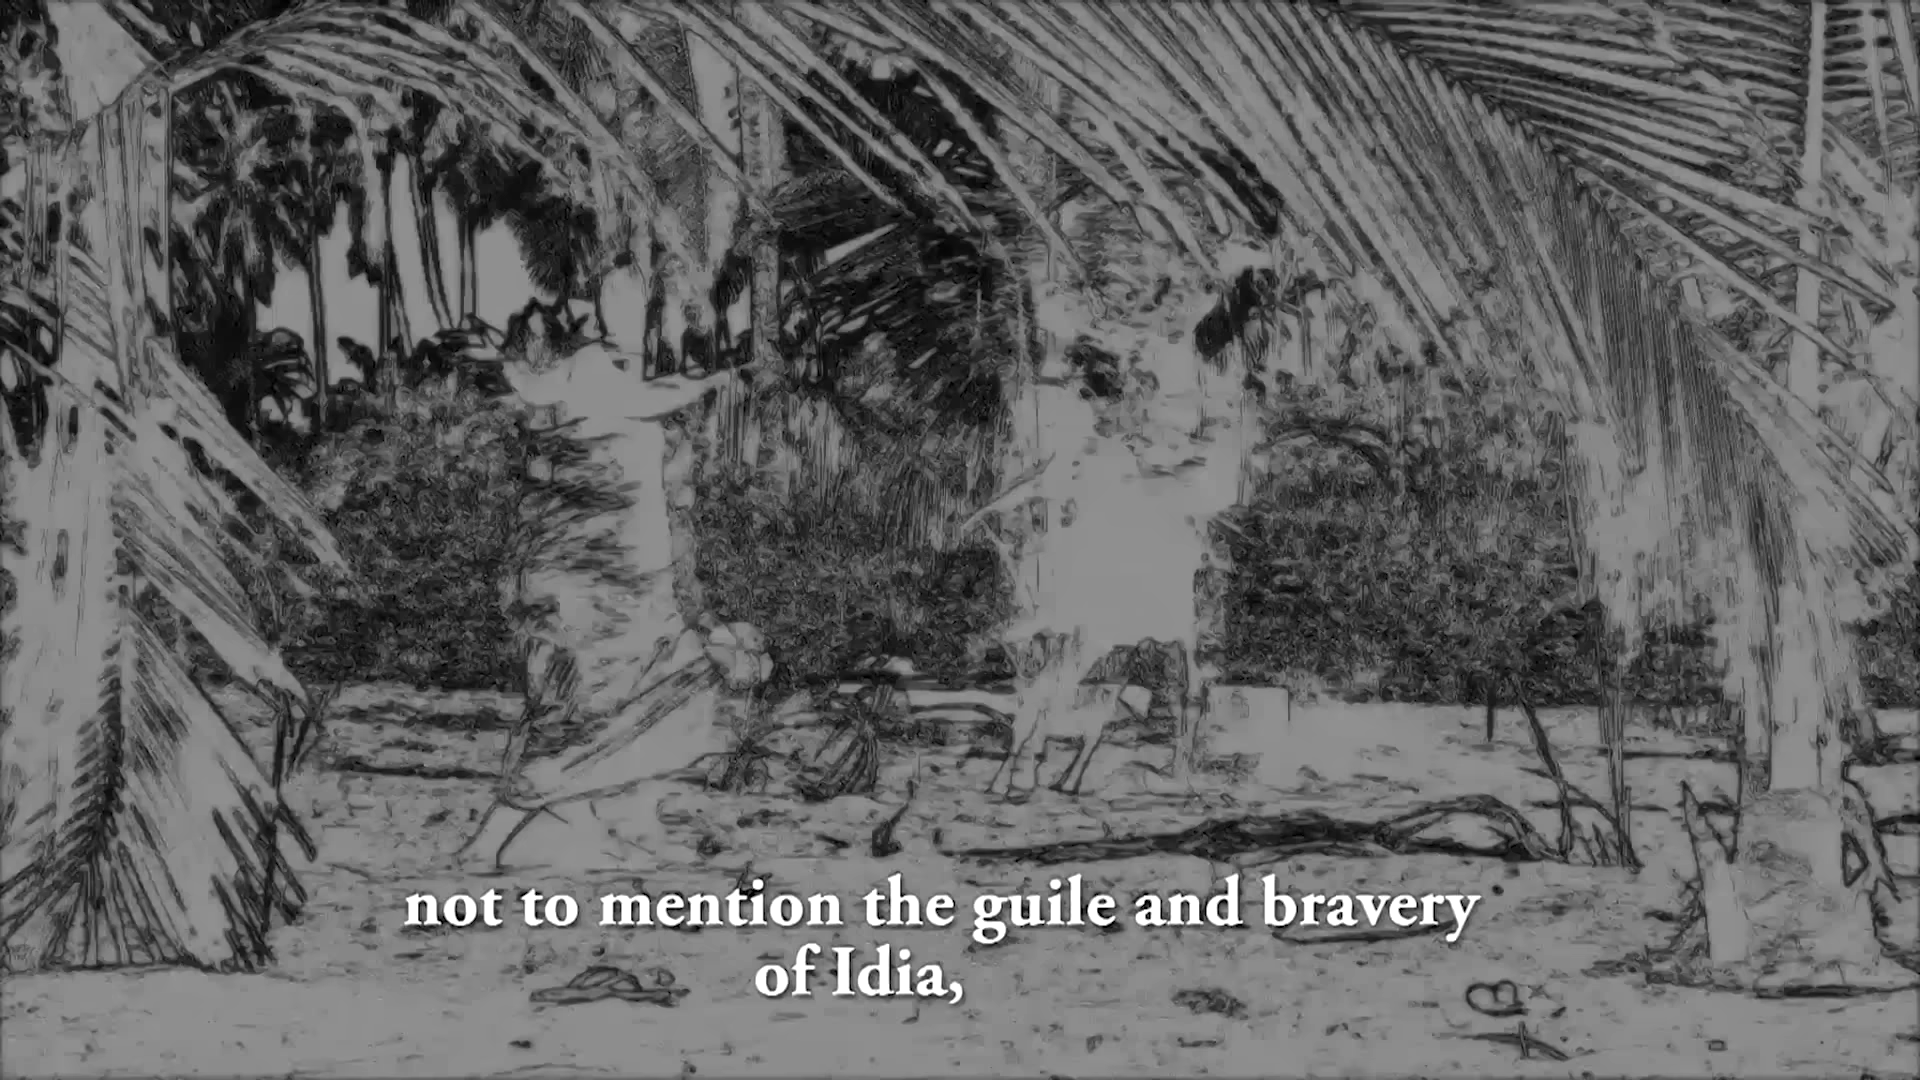 not to mention the guile and bravery
of Idia,